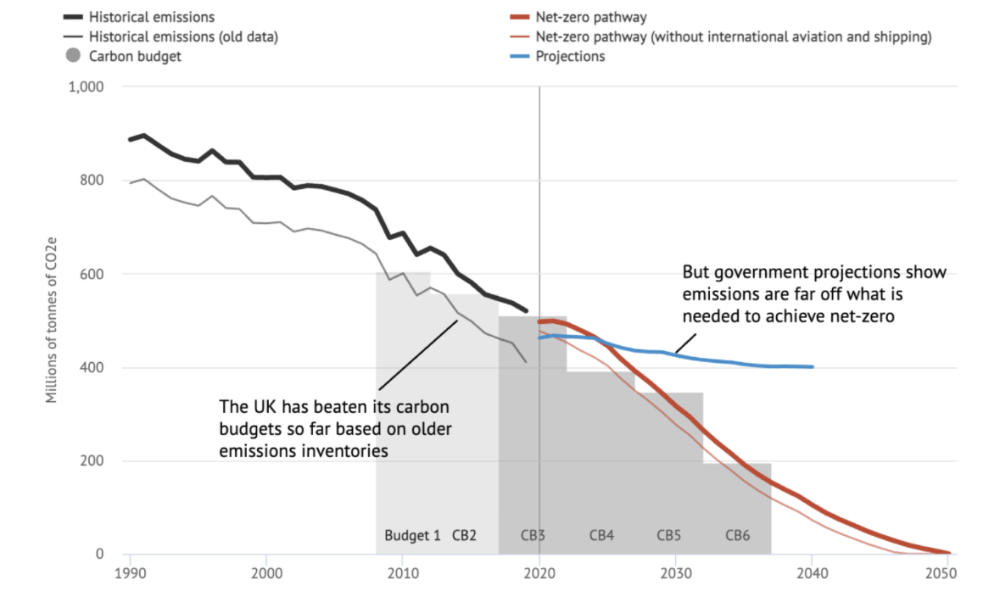 Historical emissions
Historical emissions (old data)
Carbon budget
Net-zero pathway
Net-zero pathway (without international aviation and shipping)
Projections
1,000
800
600
400
200
0
Millions of tonnes of CO2e
But government projections show
emissions are far off what is
needed to achieve net-zero
The UK has beaten its carbon
budgets so far based on older
emissions inventories
Budget 1 CB2 CB3 CB4 CB5 CB6
1990 2000 2010 2020 2030 2040 2050